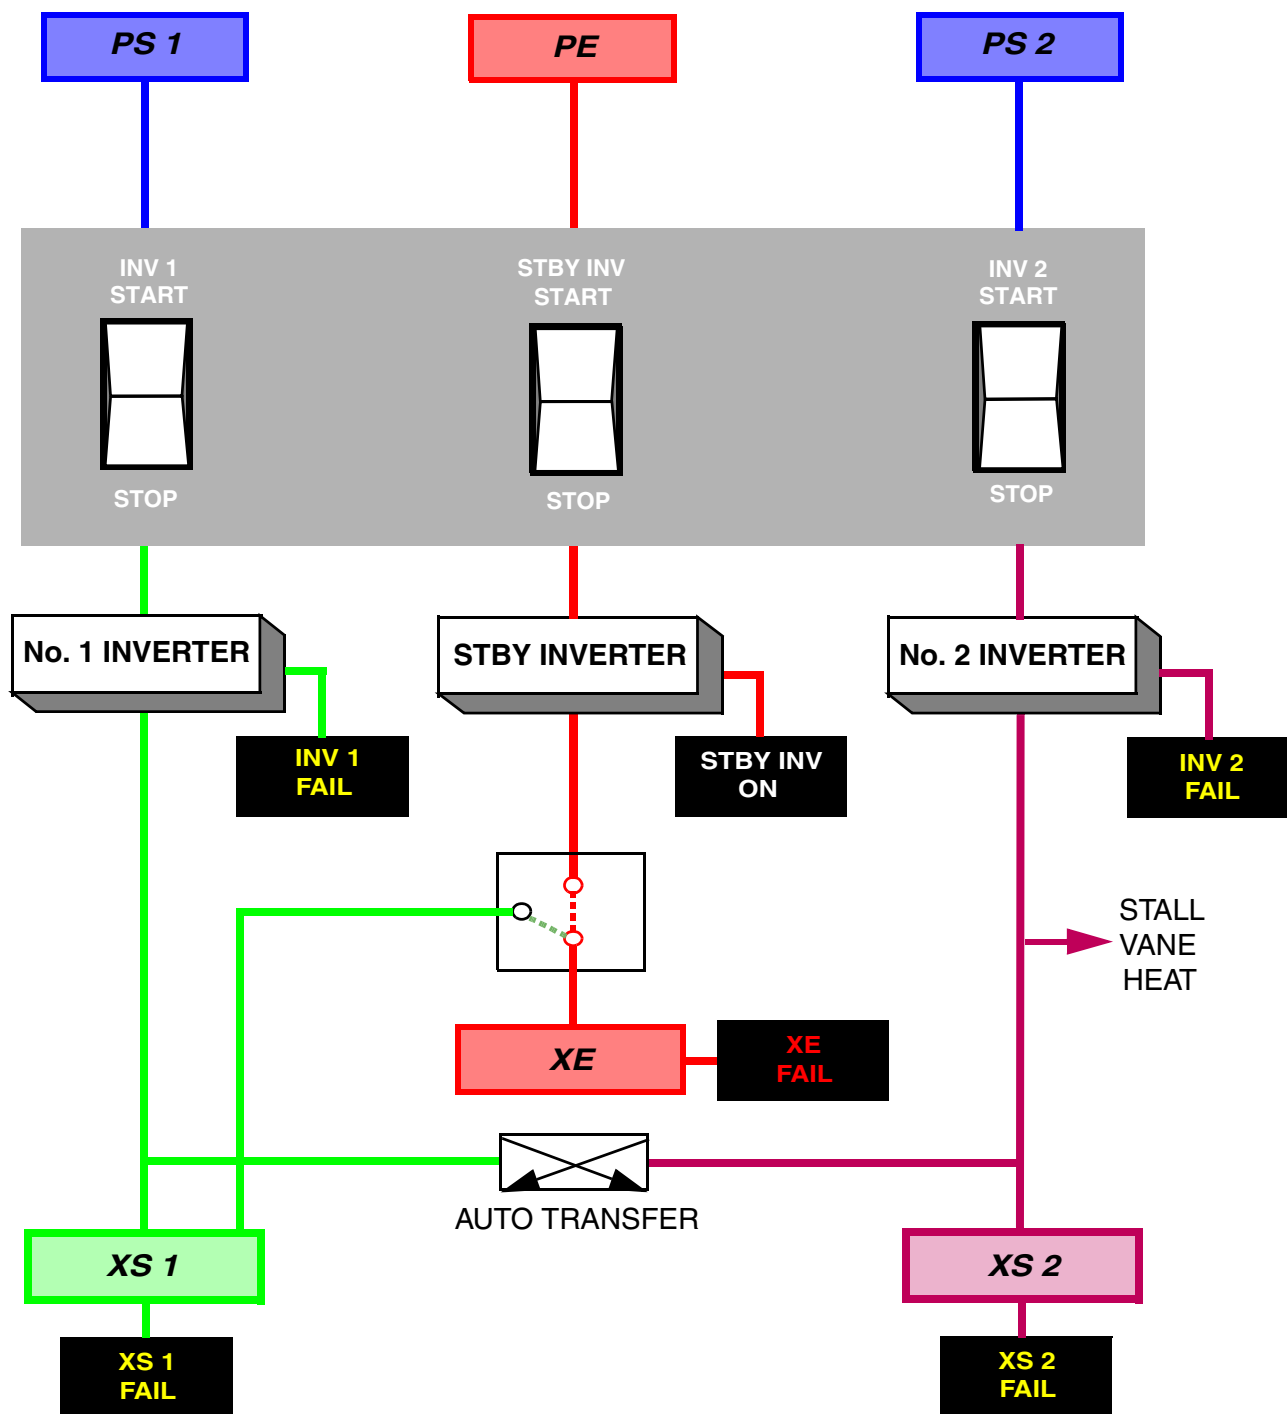 PS 1
PE
PS 2
INV 1
START
STBY INV
START
INV 2
START
STOP
STOP
STOP
No. 1 INVERTER
STBY INVERTER
No. 2 INVERTER
INV 1
FAIL
STBY INV
ON
INV 2
FAIL
STALL
VANE
HEAT
XE
XE
FAIL
AUTO TRANSFER
XS 1
XS 2
XS 1
FAIL
XS 2
FAIL